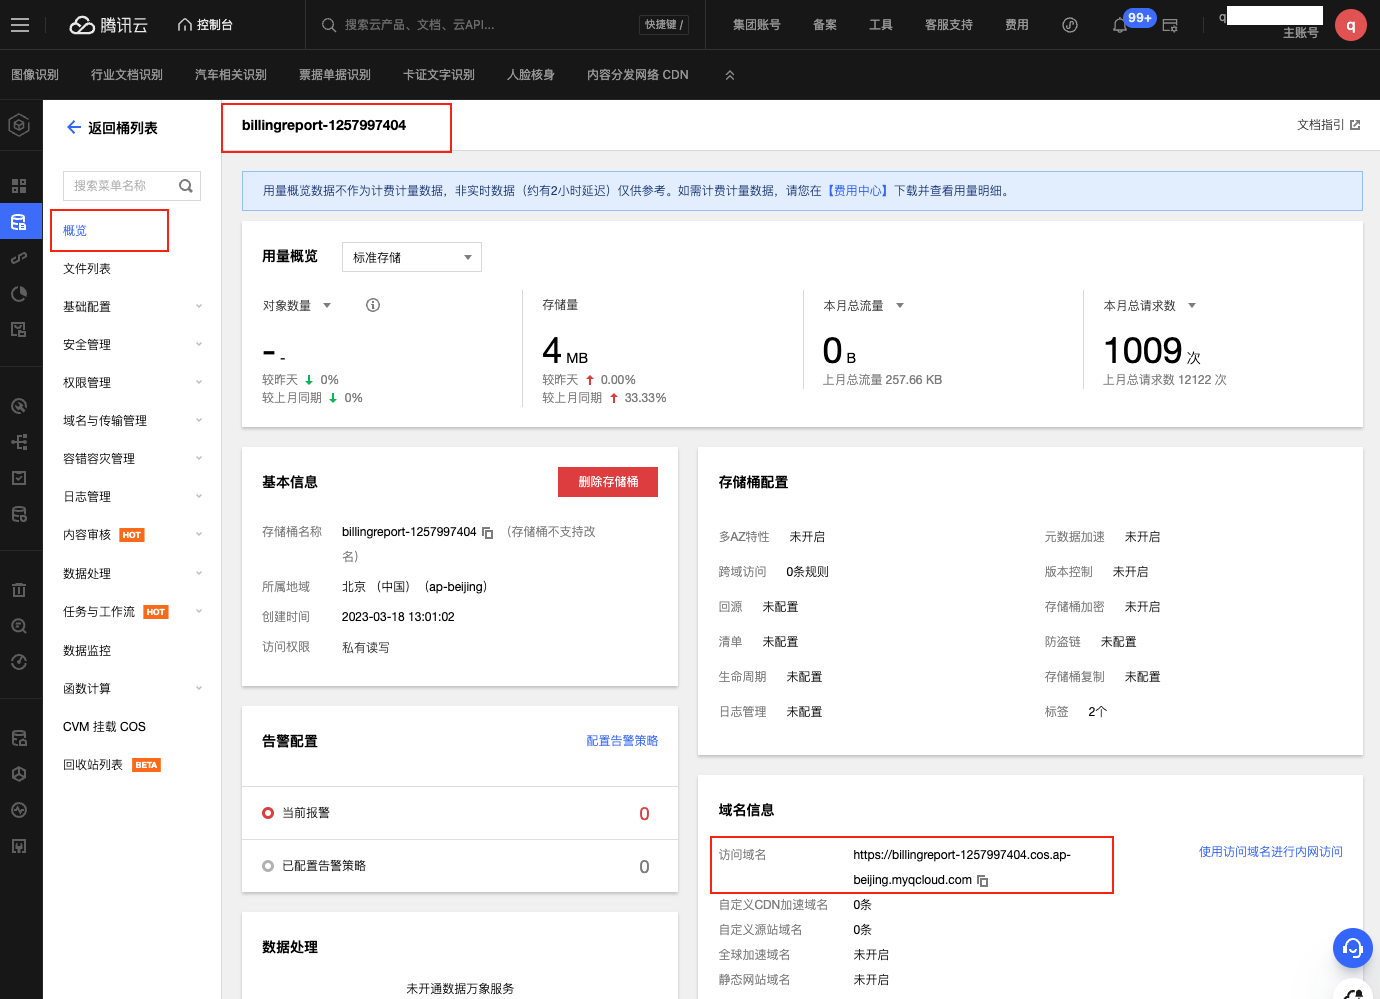 腾讯云
控制台
搜索云产品、文档、云API...
快捷键 /
集团账号
备案
工具
客服支持
费用
99+
q
主账号
q
图像识别
行业文档识别
汽车相关识别
票据单据识别
卡证文字识别
人脸核身
内容分发网络 CDN
返回桶列表
billingreport-1257997404
文档指引
搜索菜单名称
概览
文件列表
基础配置
安全管理
权限管理
域名与传输管理
容错容灾管理
日志管理
内容审核 HOT
数据处理
任务与工作流 HOT
数据监控
函数计算
CVM 挂载 COS
回收站列表 BETA
用量概览数据不作为计费计量数据，非实时数据（约有2小时延迟）仅供参考。如需计费计量数据，请您在【费用中心】下载并查看用量明细。
用量概览
标准存储
对象数量
- -
较昨天 0%
较上月同期 0%
存储量
4 MB
较昨天 0.00%
较上月同期 33.33%
本月总流量
0 B
上月总流量 257.66 KB
本月总请求数
1009 次
上月总请求数 12122 次
基本信息
删除存储桶
存储桶名称 billingreport-1257997404 （存储桶不支持改
名）
所属地域 北京 （中国） （ap-beijing）
创建时间 2023-03-18 13:01:02
访问权限 私有读写
告警配置
配置告警策略
当前报警 0
已配置告警策略 0
数据处理
未开通数据万象服务
存储桶配置
多AZ特性 未开启
元数据加速 未开启
跨域访问 0条规则
版本控制 未开启
回源 未配置
存储桶加密 未开启
清单 未配置
防盗链 未配置
生命周期 未配置
存储桶复制 未配置
日志管理 未配置
标签 2个
域名信息
访问域名 https://billingreport-1257997404.cos.ap-
beijing.myqcloud.com
使用访问域名进行内网访问
自定义CDN加速域名 0条
自定义源站域名 0条
全球加速域名 未开启
静态网站域名 未开启